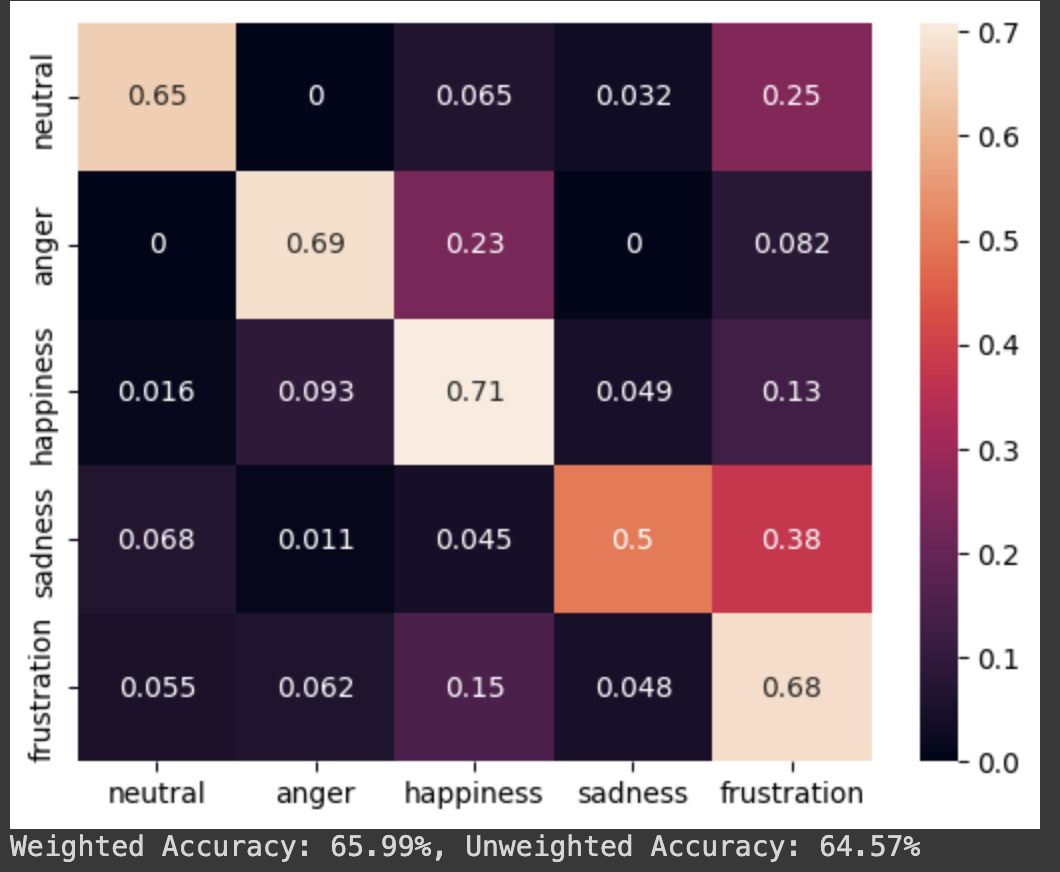 0.7
neutral 0.65 0 0.065 0.032 0.25
0.6
anger 0 0.69 0.23 0 0.082
0.5
0.4
happiness 0.016 0.093 0.71 0.049 0.13
0.3
sadness 0.068 0.011 0.045 0.5 0.38
0.2
0.1
frustration 0.055 0.062 0.15 0.048 0.68
0.0
neutral anger happiness sadness frustration
Weighted Accuracy: 65.99%, Unweighted Accuracy: 64.57%